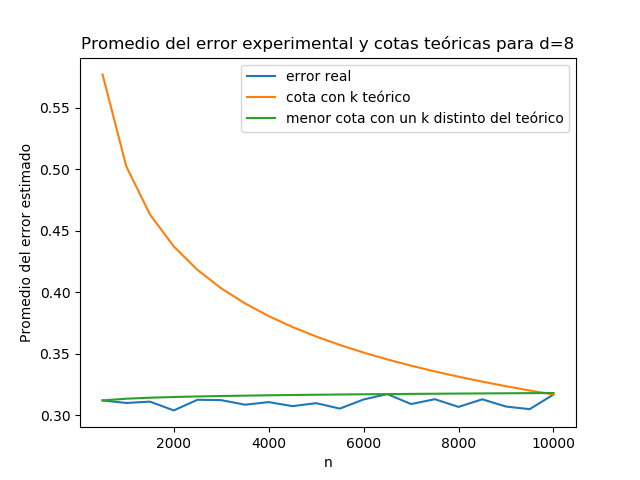 Promedio del error experimental y cotas teóricas para d=8
error real
cota con k teórico
menor cota con un k distinto del teórico
Promedio del error estimado
0.55
0.50
0.45
0.40
0.35
0.30
2000
4000
6000
8000
10000
n